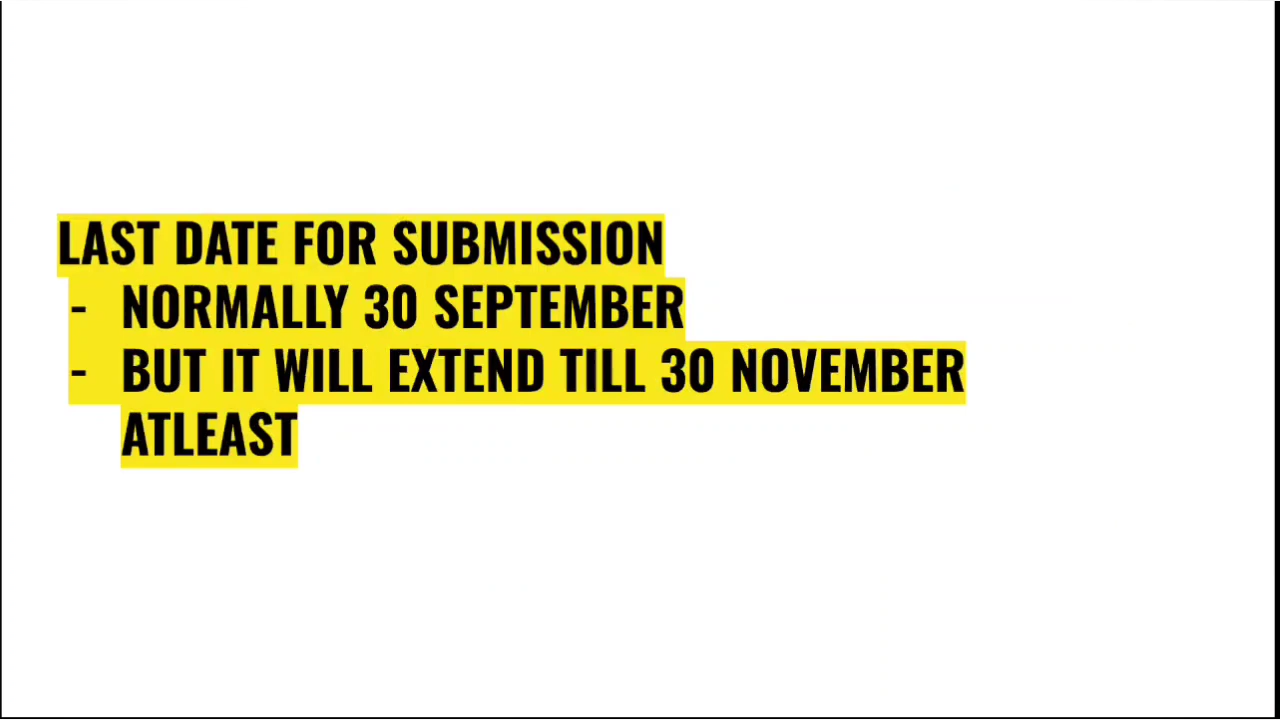 LAST DATE FOR SUBMISSION
- NORMALLY 30 SEPTEMBER
- BUT IT WILL EXTEND TILL 30 NOVEMBER
ATLEAST